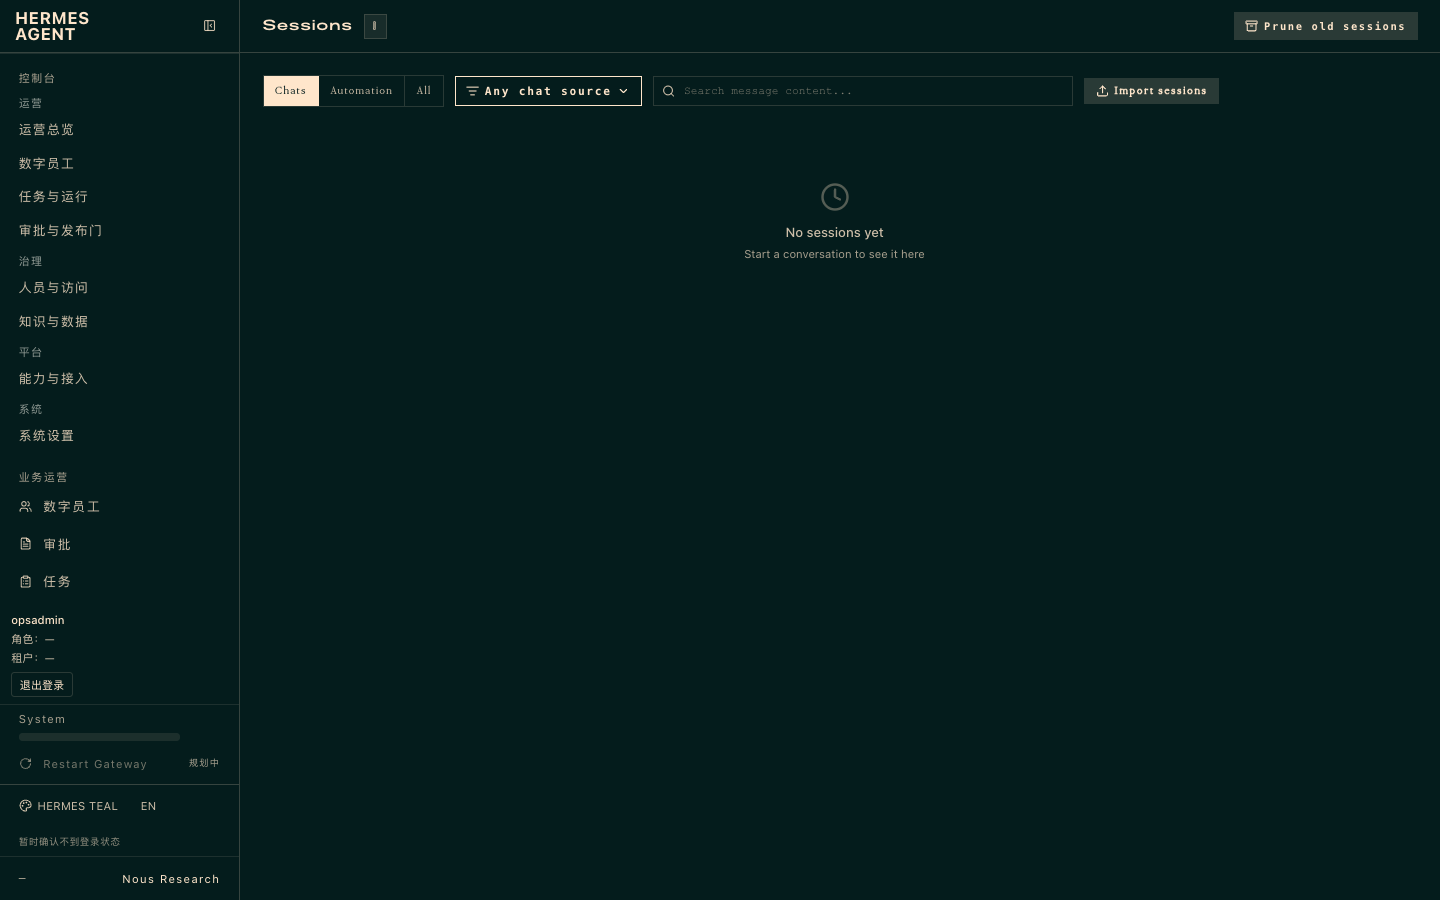 HERMES
AGENT
控制台
运营
运营总览
数字员工
任务与运行
审批与发布门
治理
人员与访问
知识与数据
平台
能力与接入
系统
系统设置
业务运营
数字员工
审批
任务
opsadmin
角色: —
租户: —
退出登录
System
Restart Gateway 规划中
HERMES TEAL EN
暂时确认不到登录状态
— Nous Research
Sessions
Prune old sessions
Chats Automation All Any chat source Search message content... Import sessions
No sessions yet
Start a conversation to see it here